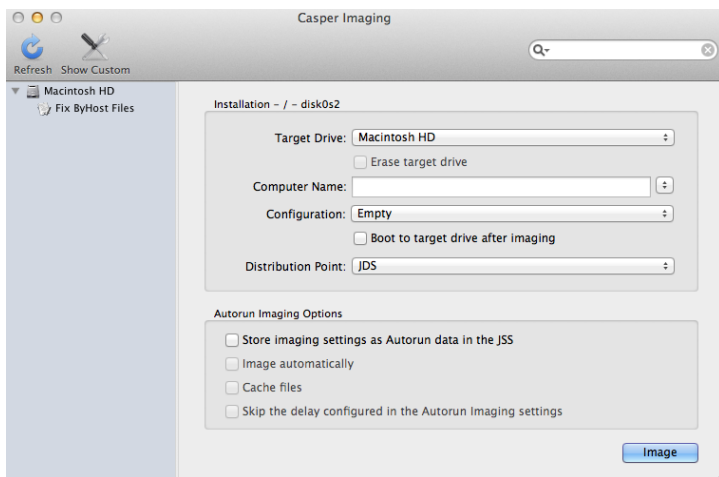 Casper Imaging
Refresh Show Custom
Macintosh HD
Fix ByHost Files
Installation - / - disk0s2
Target Drive: Macintosh HD
Erase target drive
Computer Name:
Configuration: Empty
Boot to target drive after imaging
Distribution Point: JDS
Autorun Imaging Options
Store imaging settings as Autorun data in the JSS
Image automatically
Cache files
Skip the delay configured in the Autorun Imaging settings
Image